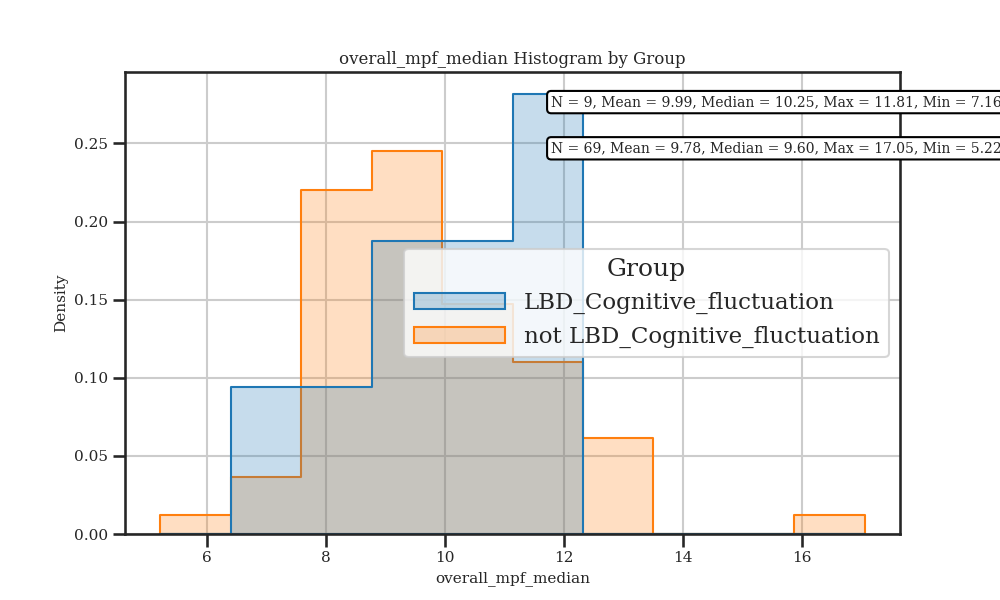 overall_mpf_median Histogram by Group
N = 9, Mean = 9.99, Median = 10.25, Max = 11.81, Min = 7.16
N = 69, Mean = 9.78, Median = 9.60, Max = 17.05, Min = 5.22
0.25
0.20
0.15
0.10
0.05
0.00
Density
Group
LBD_Cognitive_fluctuation
not LBD_Cognitive_fluctuation
6 8 10 12 14 16
overall_mpf_median